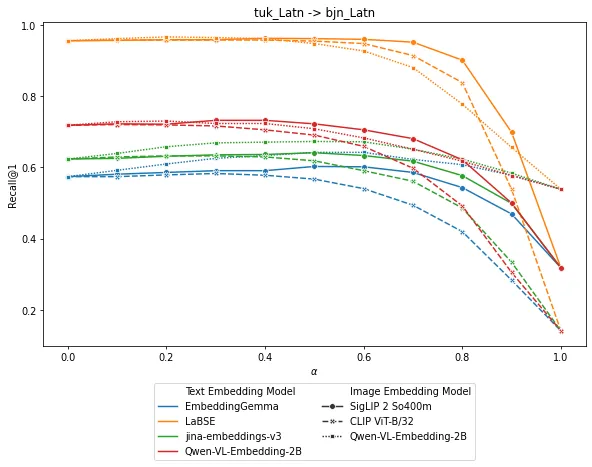 tuk_Latn -> bjn_Latn
Recall@1
1.0
0.8
0.6
0.4
0.2
0.0 0.2 0.4 0.6 0.8 1.0
α
Text Embedding Model
EmbeddingGemma
LaBSE
jina-embeddings-v3
Qwen-VL-Embedding-2B
Image Embedding Model
SigLIP 2 So400m
CLIP ViT-B/32
Qwen-VL-Embedding-2B